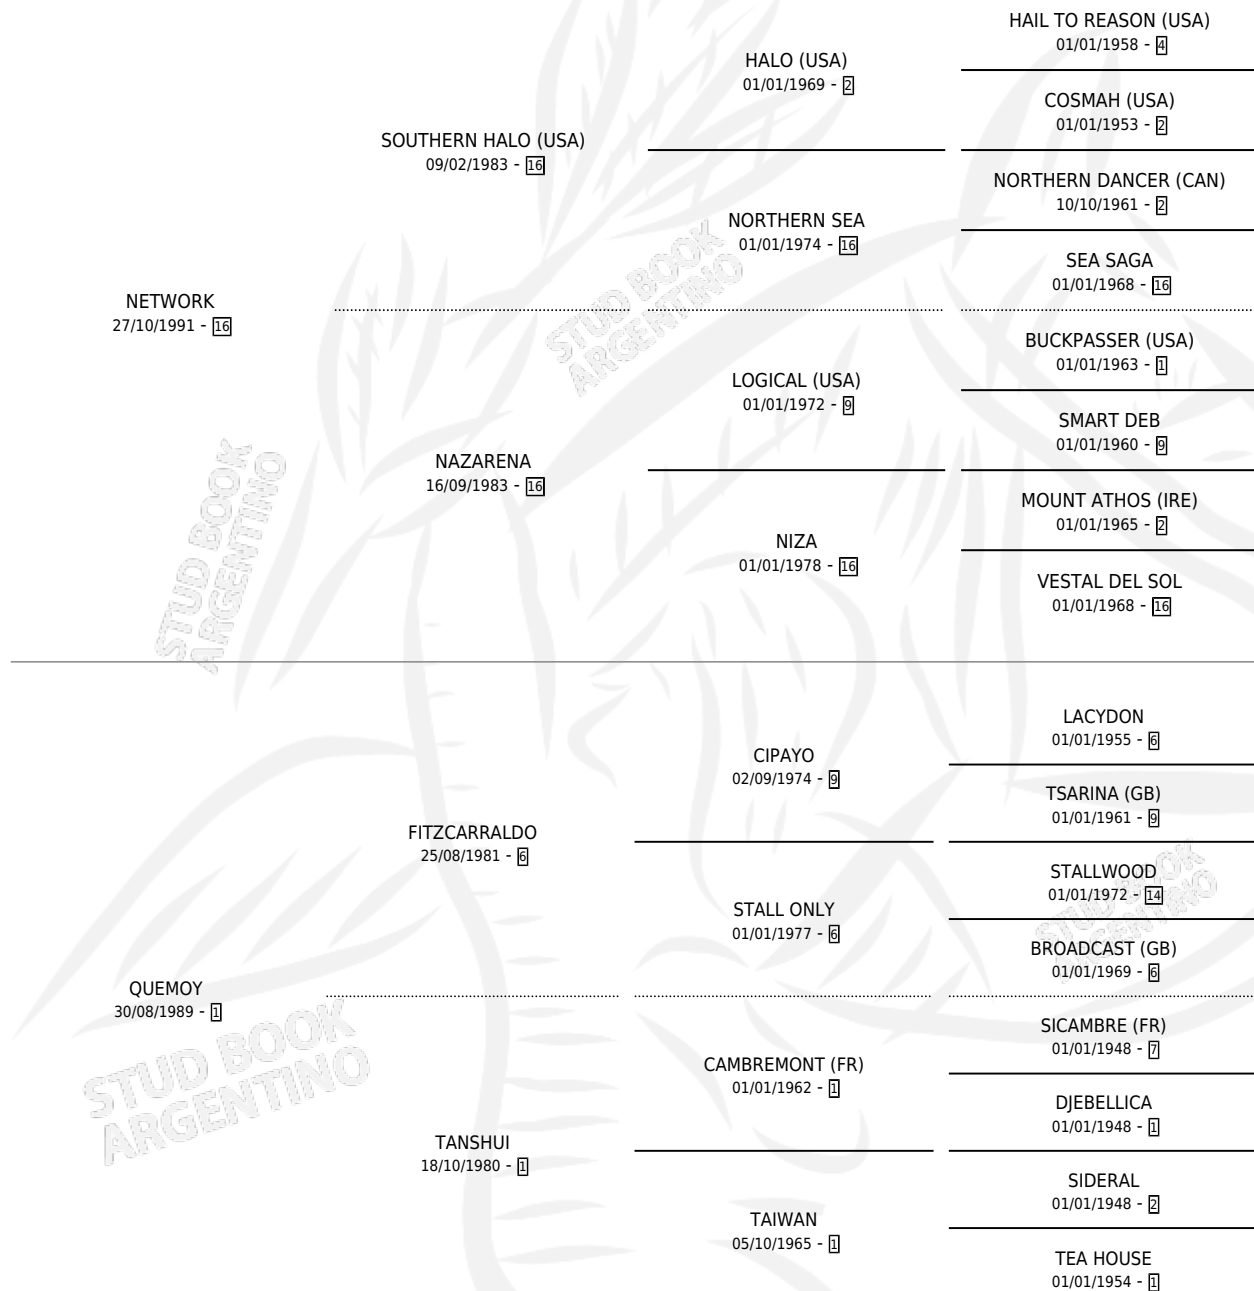 HAIL TO REASON (USA)
01/01/1958 - 4
HALO (USA)
01/01/1969 - 2
COSMAH (USA)
01/01/1953 - 2
SOUTHERN HALO (USA)
09/02/1983 - 16
NORTHERN DANCER (CAN)
10/10/1961 - 2
NORTHERN SEA
01/01/1974 - 16
SEA SAGA
01/01/1968 - 16
NETWORK
27/10/1991 - 16
BUCKPASSER (USA)
01/01/1963 - 1
LOGICAL (USA)
01/01/1972 - 9
SMART DEB
01/01/1960 - 9
NAZARENA
16/09/1983 - 16
MOUNT ATHOS (IRE)
01/01/1965 - 2
NIZA
01/01/1978 - 16
VESTAL DEL SOL
01/01/1968 - 16
LACYDON
01/01/1955 - 6
CIPAYO
02/09/1974 - 9
TSARINA (GB)
01/01/1961 - 9
FITZCARRALDO
25/08/1981 - 6
STALLWOOD
01/01/1972 - 14
STALL ONLY
01/01/1977 - 6
BROADCAST (GB)
01/01/1969 - 6
QUEMOY
30/08/1989 - 1
SICAMBRE (FR)
01/01/1948 - 7
CAMBREMONT (FR)
01/01/1962 - 1
DJEBELLICA
01/01/1948 - 1
TANSHUI
18/10/1980 - 1
SIDERAL
01/01/1948 - 2
TAIWAN
05/10/1965 - 1
TEA HOUSE
01/01/1954 - 1
STUD BOOK
ARGENTINO
STUD BOOK
ARGENTINO
STUD BOOK
ARGENTINO
STUD BOOK
ARGENTINO